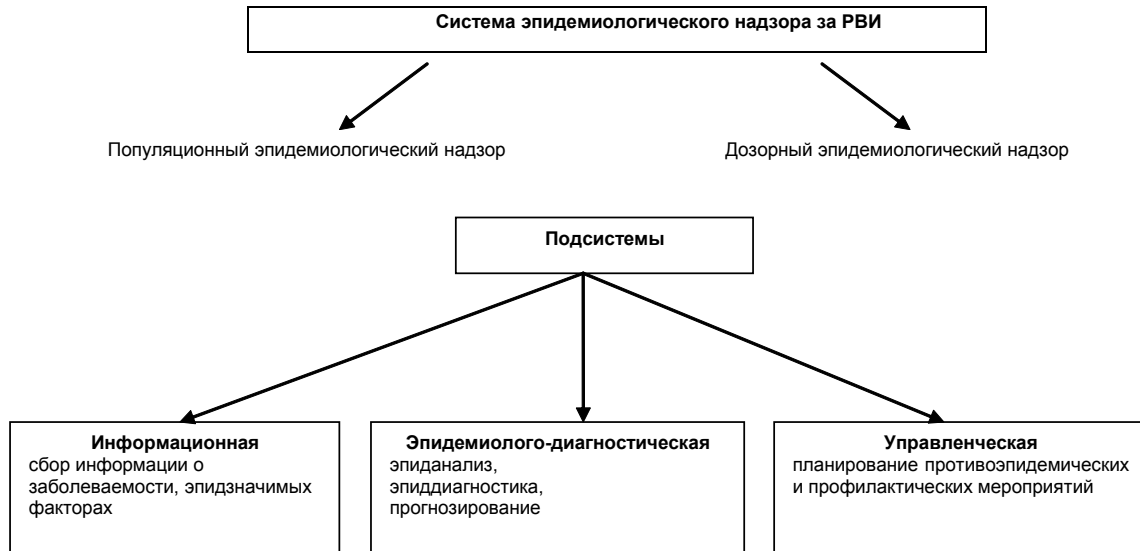 Система эпидемиологического надзора за РВИ
Популяционный эпидемиологический надзор
Дозорный эпидемиологический надзор
Подсистемы
Информационная
сбор информации о
заболеваемости, эпидзначимых
факторах
Эпидемиолого-диагностическая
эпиданализ,
эпиддиагностика,
прогнозирование
Управленческая
планирование противоэпидемических
и профилактических мероприятий